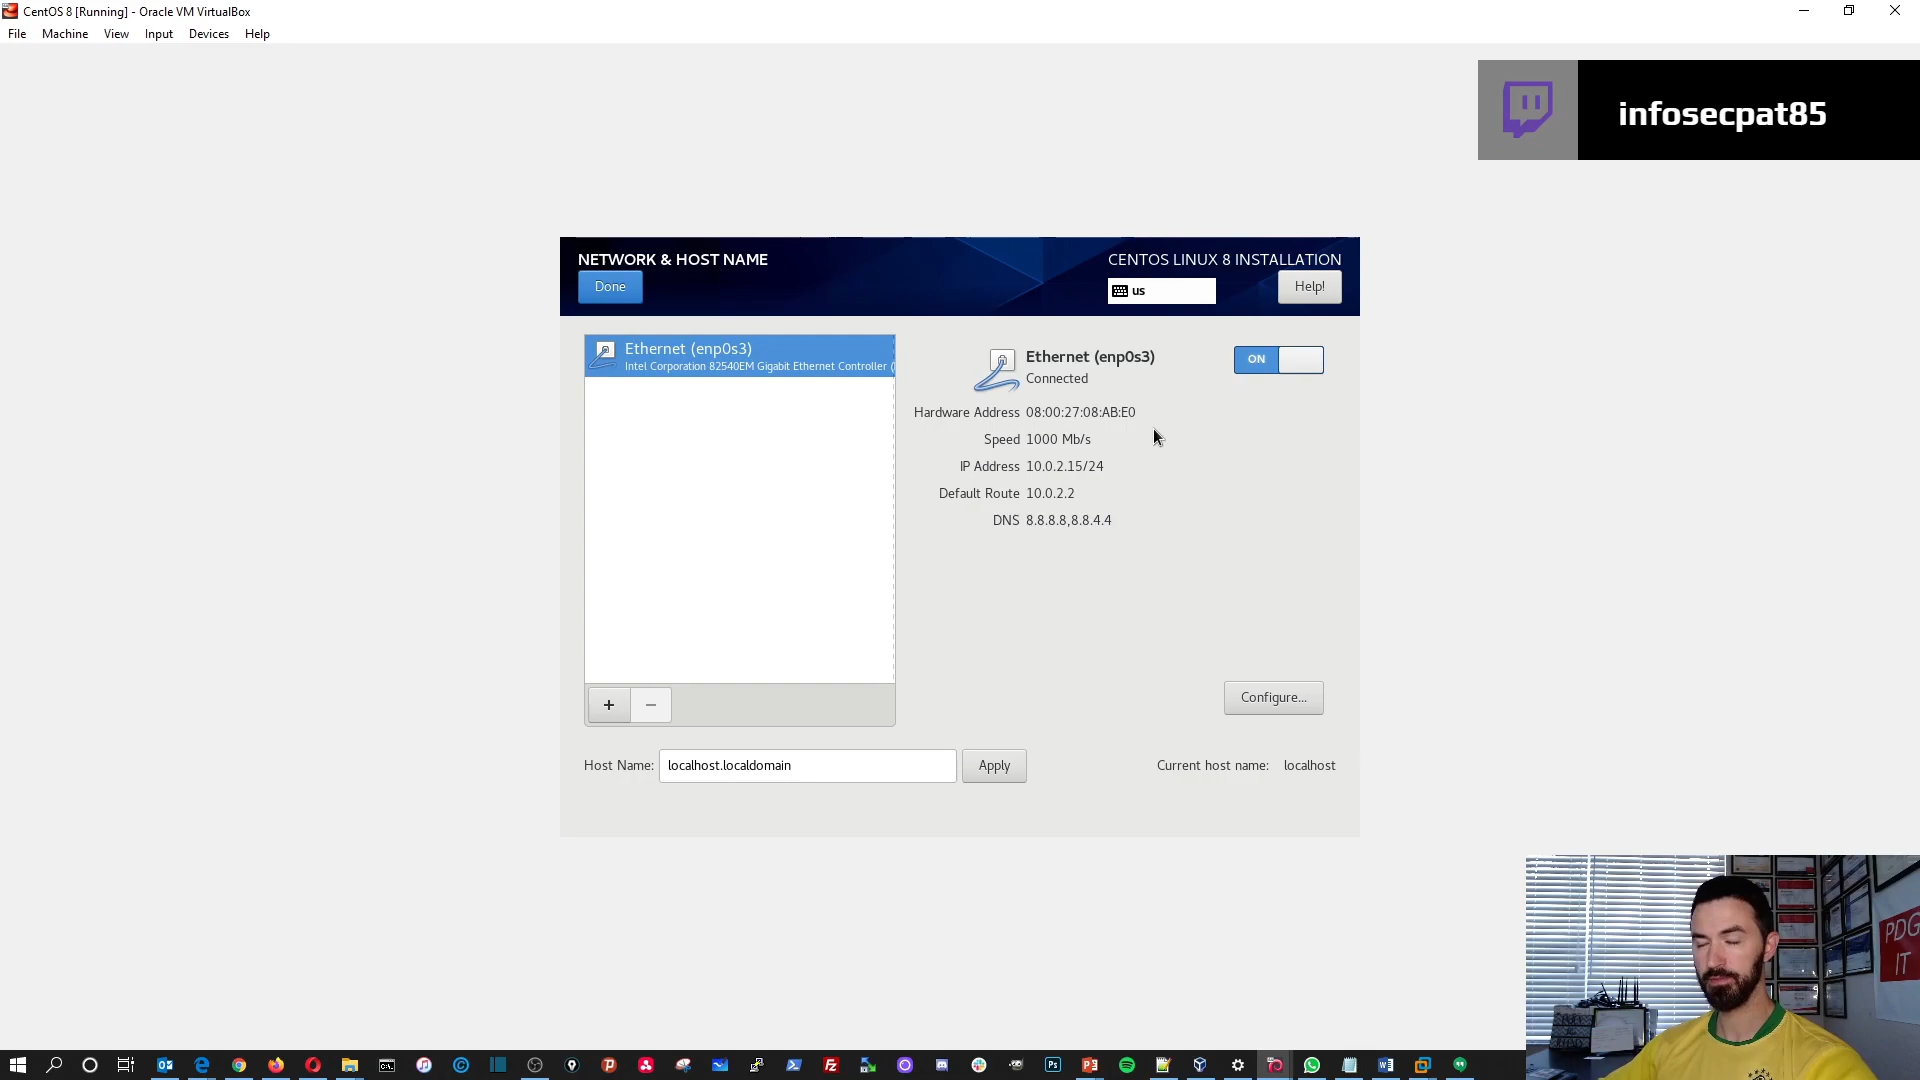 CentOS 8 [Running] - Oracle VM VirtualBox
File Machine View Input Devices Help
infosecpat85
NETWORK & HOST NAME
CENTOS LINUX 8 INSTALLATION
Done
us
Help!
Ethernet (enp0s3)
Intel Corporation 82540EM Gigabit Ethernet Controller (
Ethernet (enp0s3)
Connected
ON
Hardware Address 08:00:27:08:AB:E0
Speed 1000 Mb/s
IP Address 10.0.2.15/24
Default Route 10.0.2.2
DNS 8.8.8.8,8.8.4.4
Configure...
Host Name: localhost.localdomain
Apply
Current host name: localhost
PDG
IT